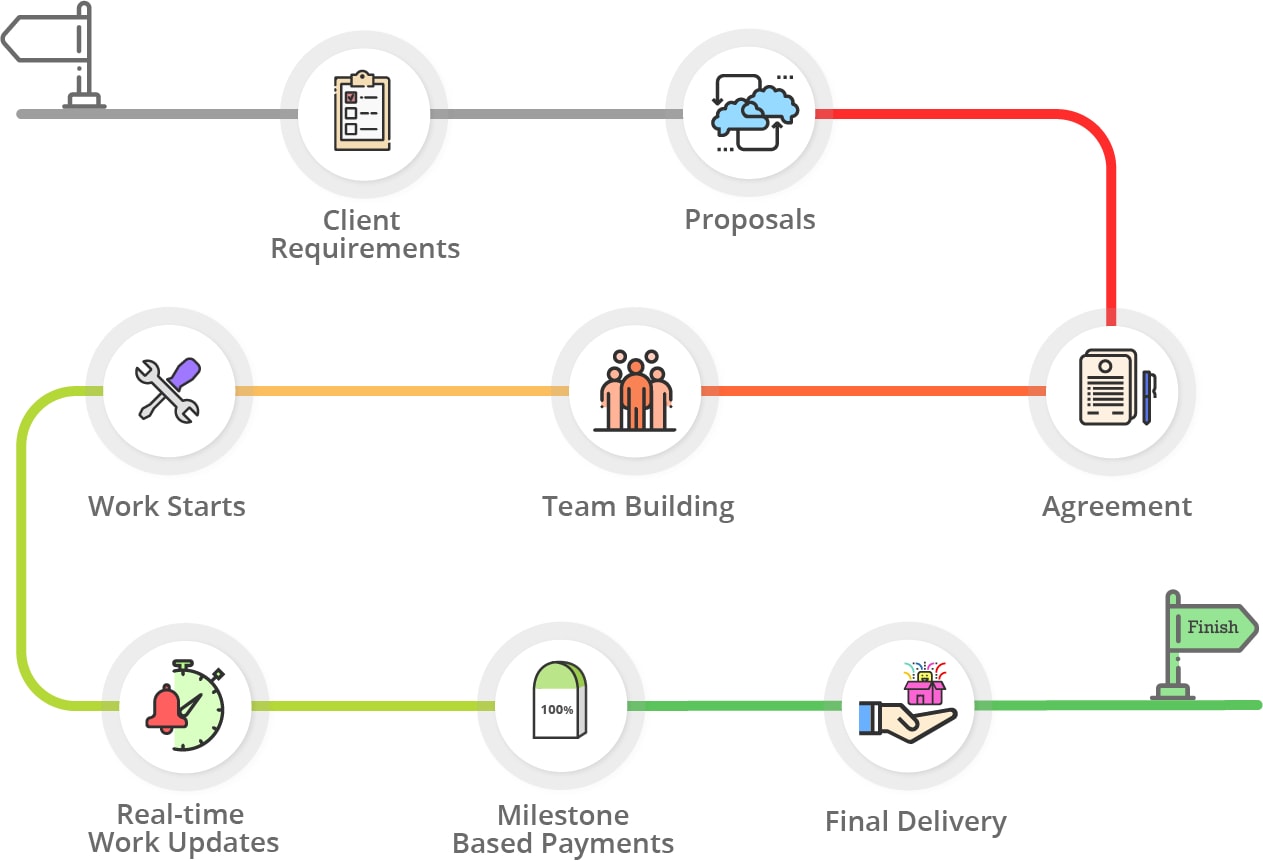 Client
Requirements
Proposals
Work Starts
Team Building
Agreement
Finish
100%
Real-time
Work Updates
Milestone
Based Payments
Final Delivery